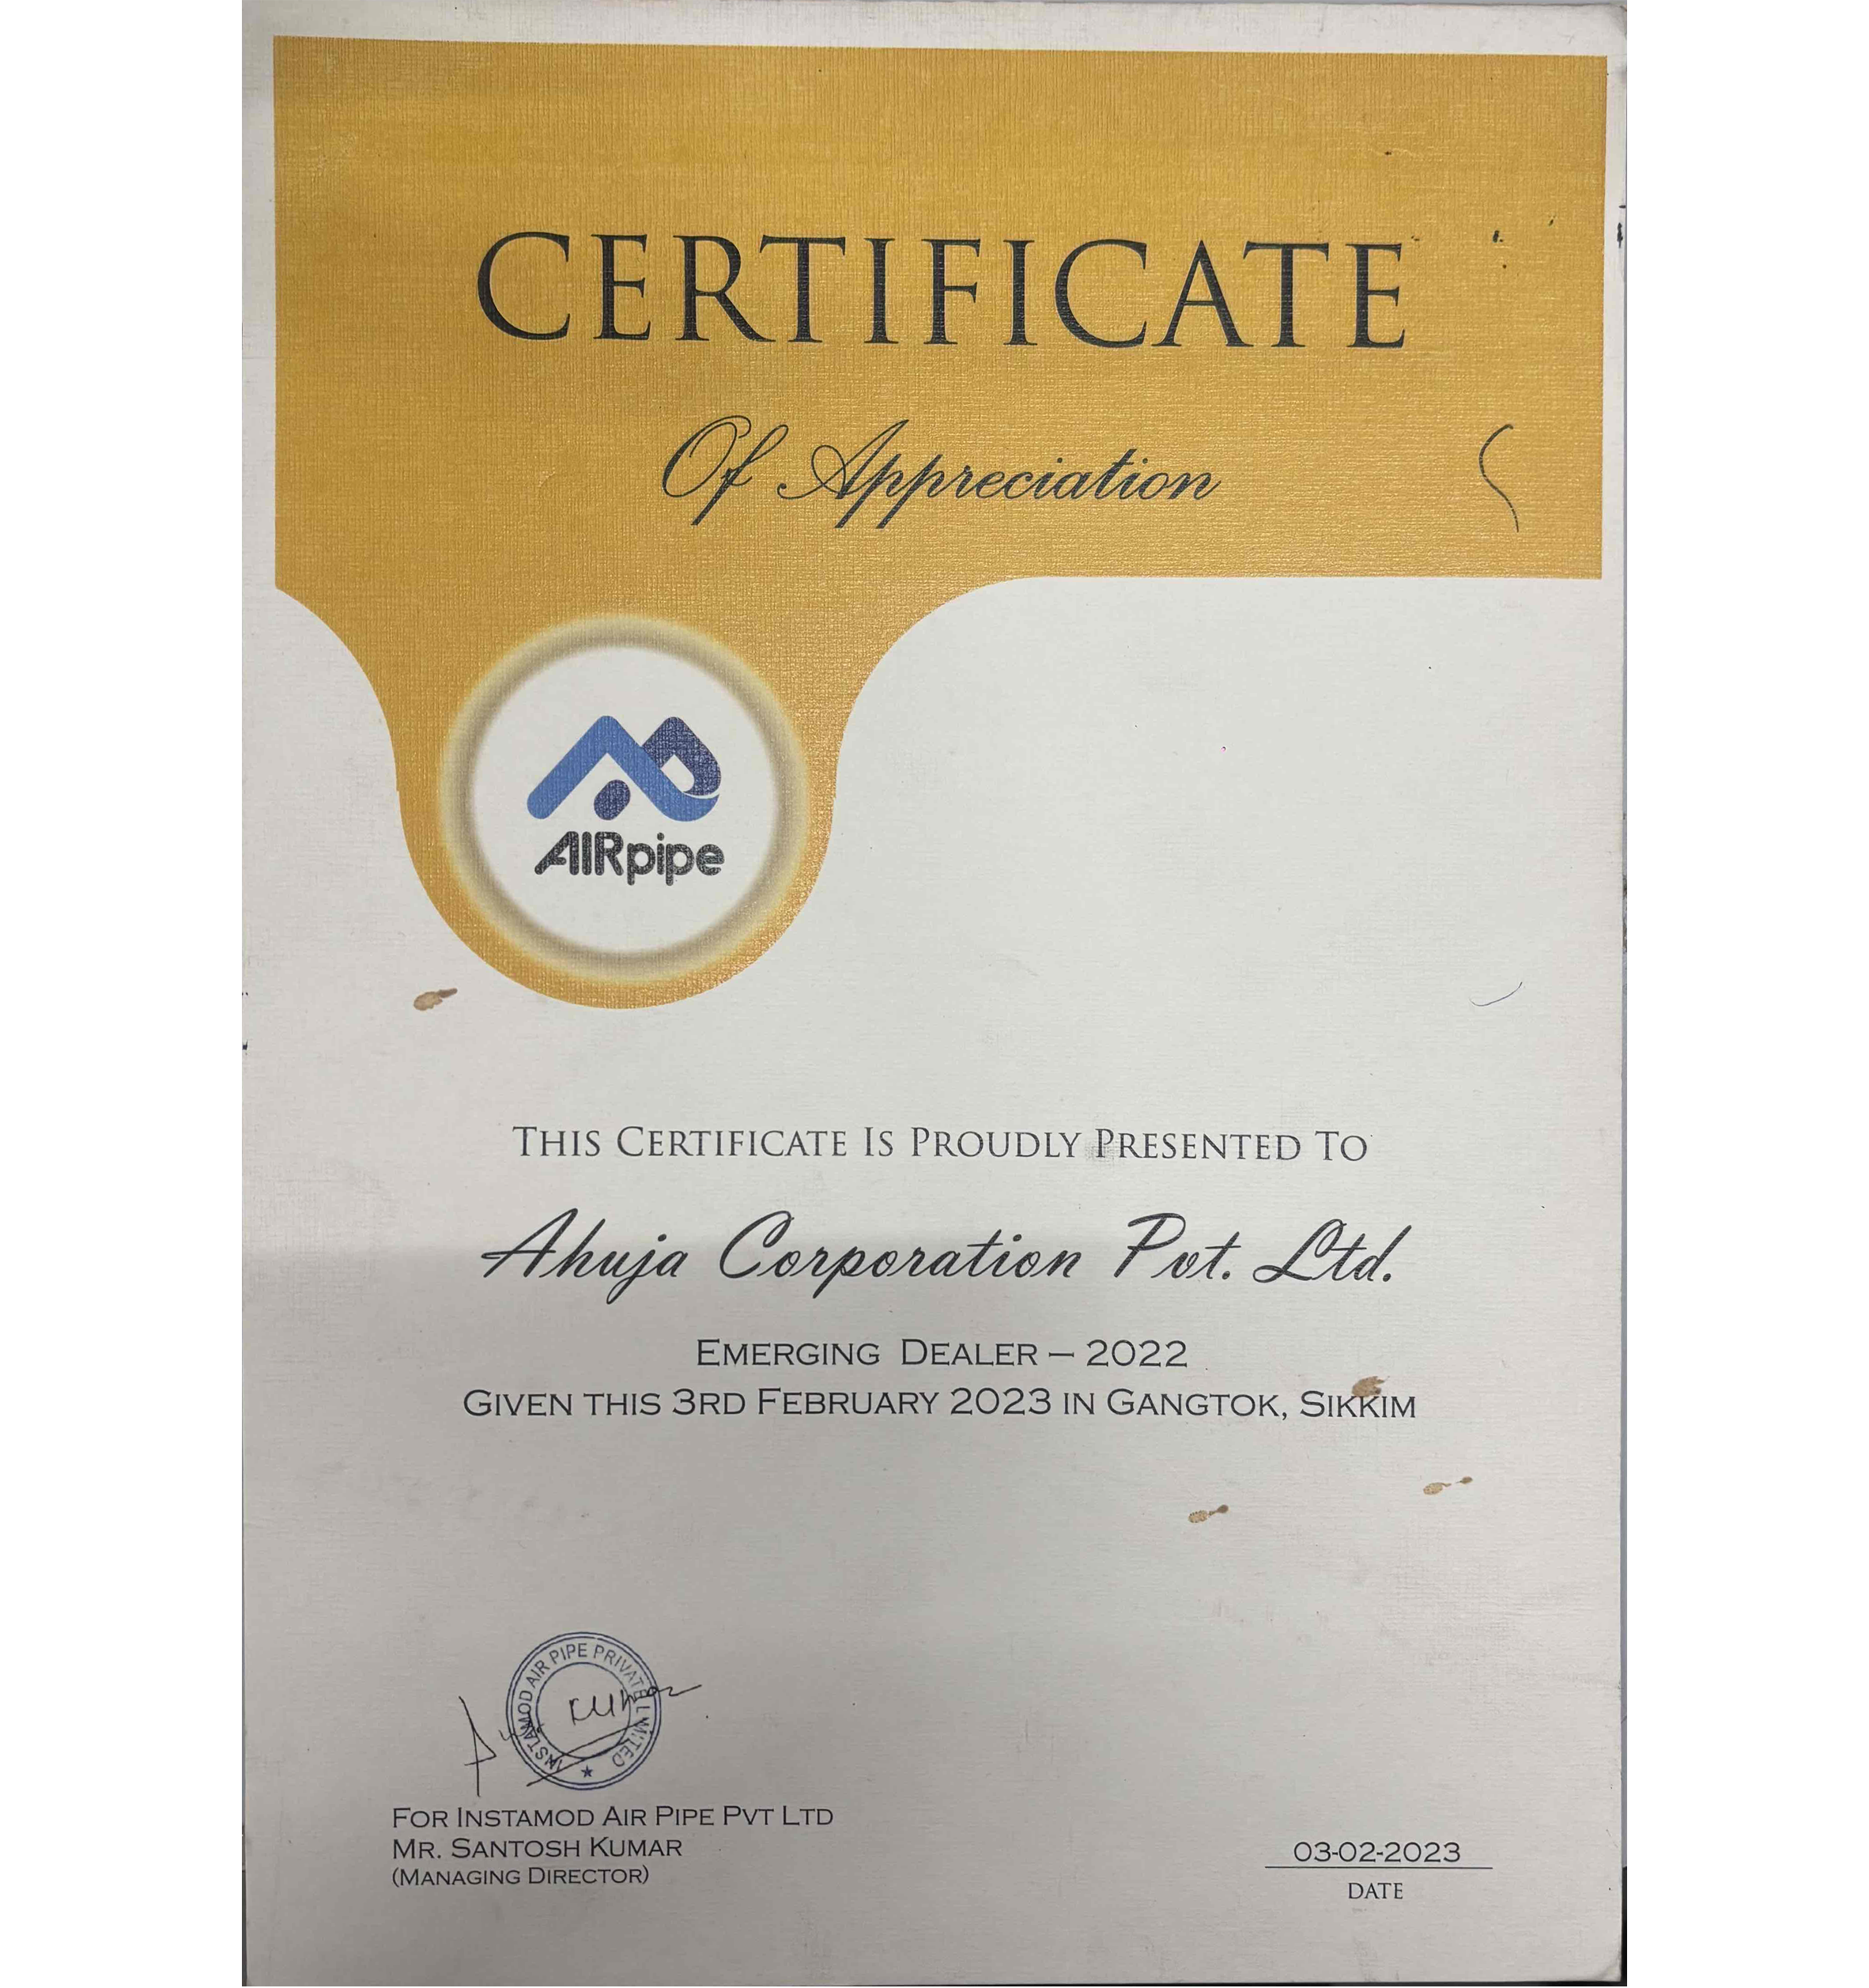 CERTIFICATE
Of Appreciation
AIRpipe
THIS CERTIFICATE IS PROUDLY PRESENTED TO
Ahuja Corporation Pvt. Ltd.
EMERGING DEALER – 2022
GIVEN THIS 3RD FEBRUARY 2023 IN GANGTOK, SIKKIM
INSTAMOD AIR PIPE PRIVATE LIMITED
Kumar
FOR INSTAMOD AIR PIPE PVT LTD
MR. SANTOSH KUMAR
(MANAGING DIRECTOR)
03-02-2023
DATE